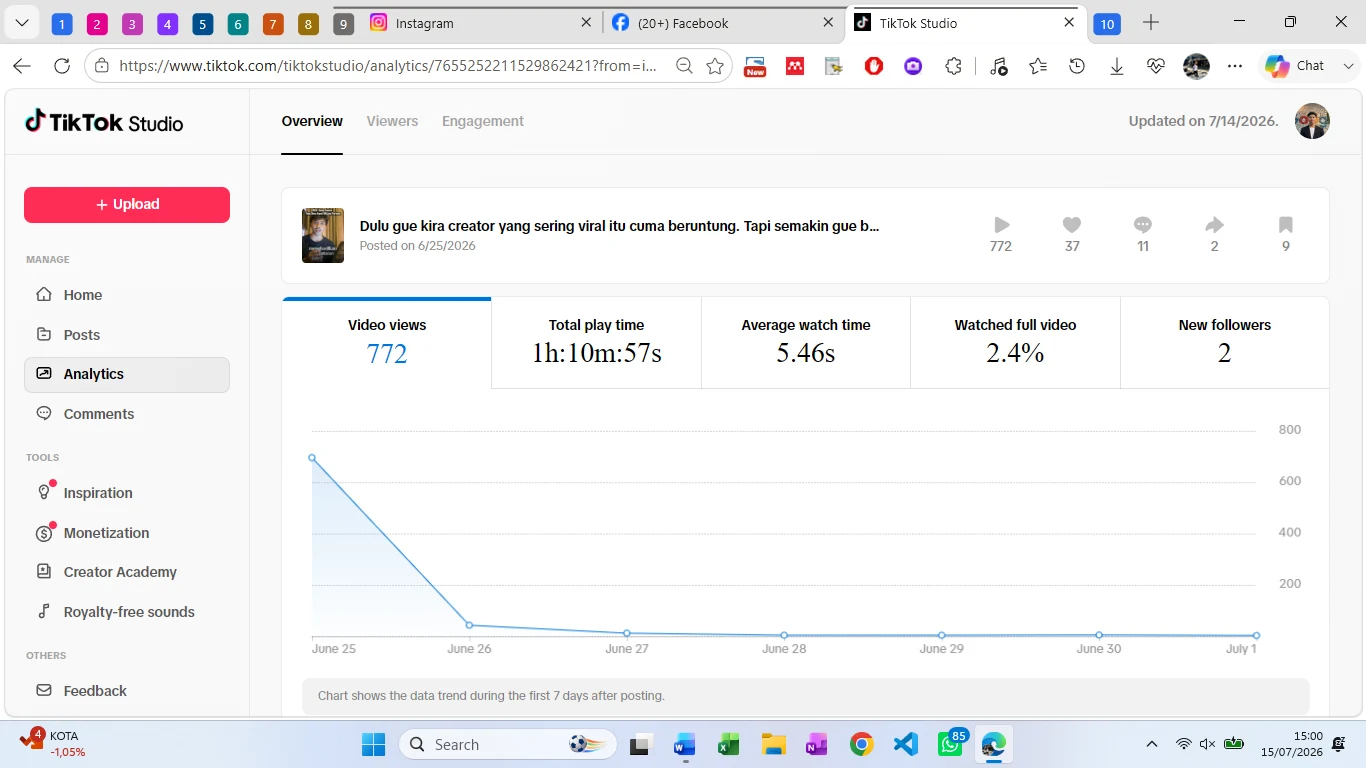 1 2 3 4 5 6 7 8 9 Instagram (20+) Facebook TikTok Studio 10
https://www.tiktok.com/tiktokstudio/analytics/7655252211529862421?from=i... New Chat
TikTok Studio
Overview Viewers Engagement Updated on 7/14/2026.
+ Upload
MANAGE
Home
Posts
Analytics
Comments
TOOLS
Inspiration
Monetization
Creator Academy
Royalty-free sounds
OTHERS
Feedback
Dulu gue kira creator yang sering viral itu cuma beruntung. Tapi semakin gue b...
Posted on 6/25/2026
772 37 11 2 9
Video views Total play time Average watch time Watched full video New followers
772 1h:10m:57s 5.46s 2.4% 2
800
600
400
200
June 25 June 26 June 27 June 28 June 29 June 30 July 1
Chart shows the data trend during the first 7 days after posting.
4 KOTA
-1,05%
Search
85
15:00
15/07/2026